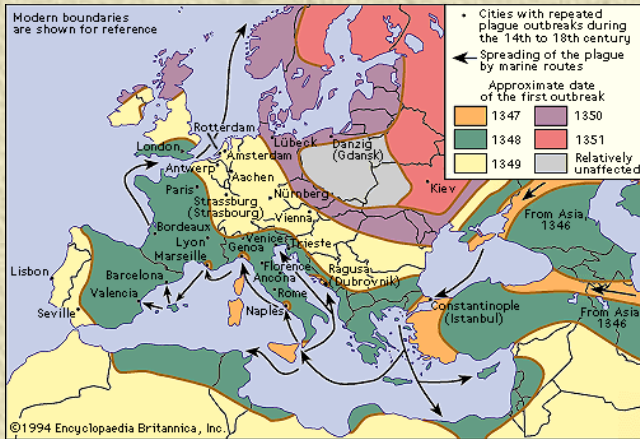 Modern boundaries
are shown for reference
Cities with repeated
plague outbreaks during
the 14th to 18th century
Spreading of the plague
by marine routes
Approximate date
of the first outbreak
1347
1350
1348
1351
1349
Relatively
unaffected
Rotterdam
London
Lübeck
Danzig
(Gdansk)
Amsterdam
Antwerp
Aachen
Paris
Nürnberg
Kiev
Strassburg
(Strasbourg)
Vienna
From Asia,
1346
Bordeaux
Lyon
Venice
Trieste
Marseille
Genoa
Lisbon
Barcelona
Florence
Ragusa
(Dubrovnik)
Ancona
Valencia
Rome
Constantinople
(Istanbul)
From Asia,
1346
Seville
Naples
©1994 Encyclopaedia Britannica, Inc.